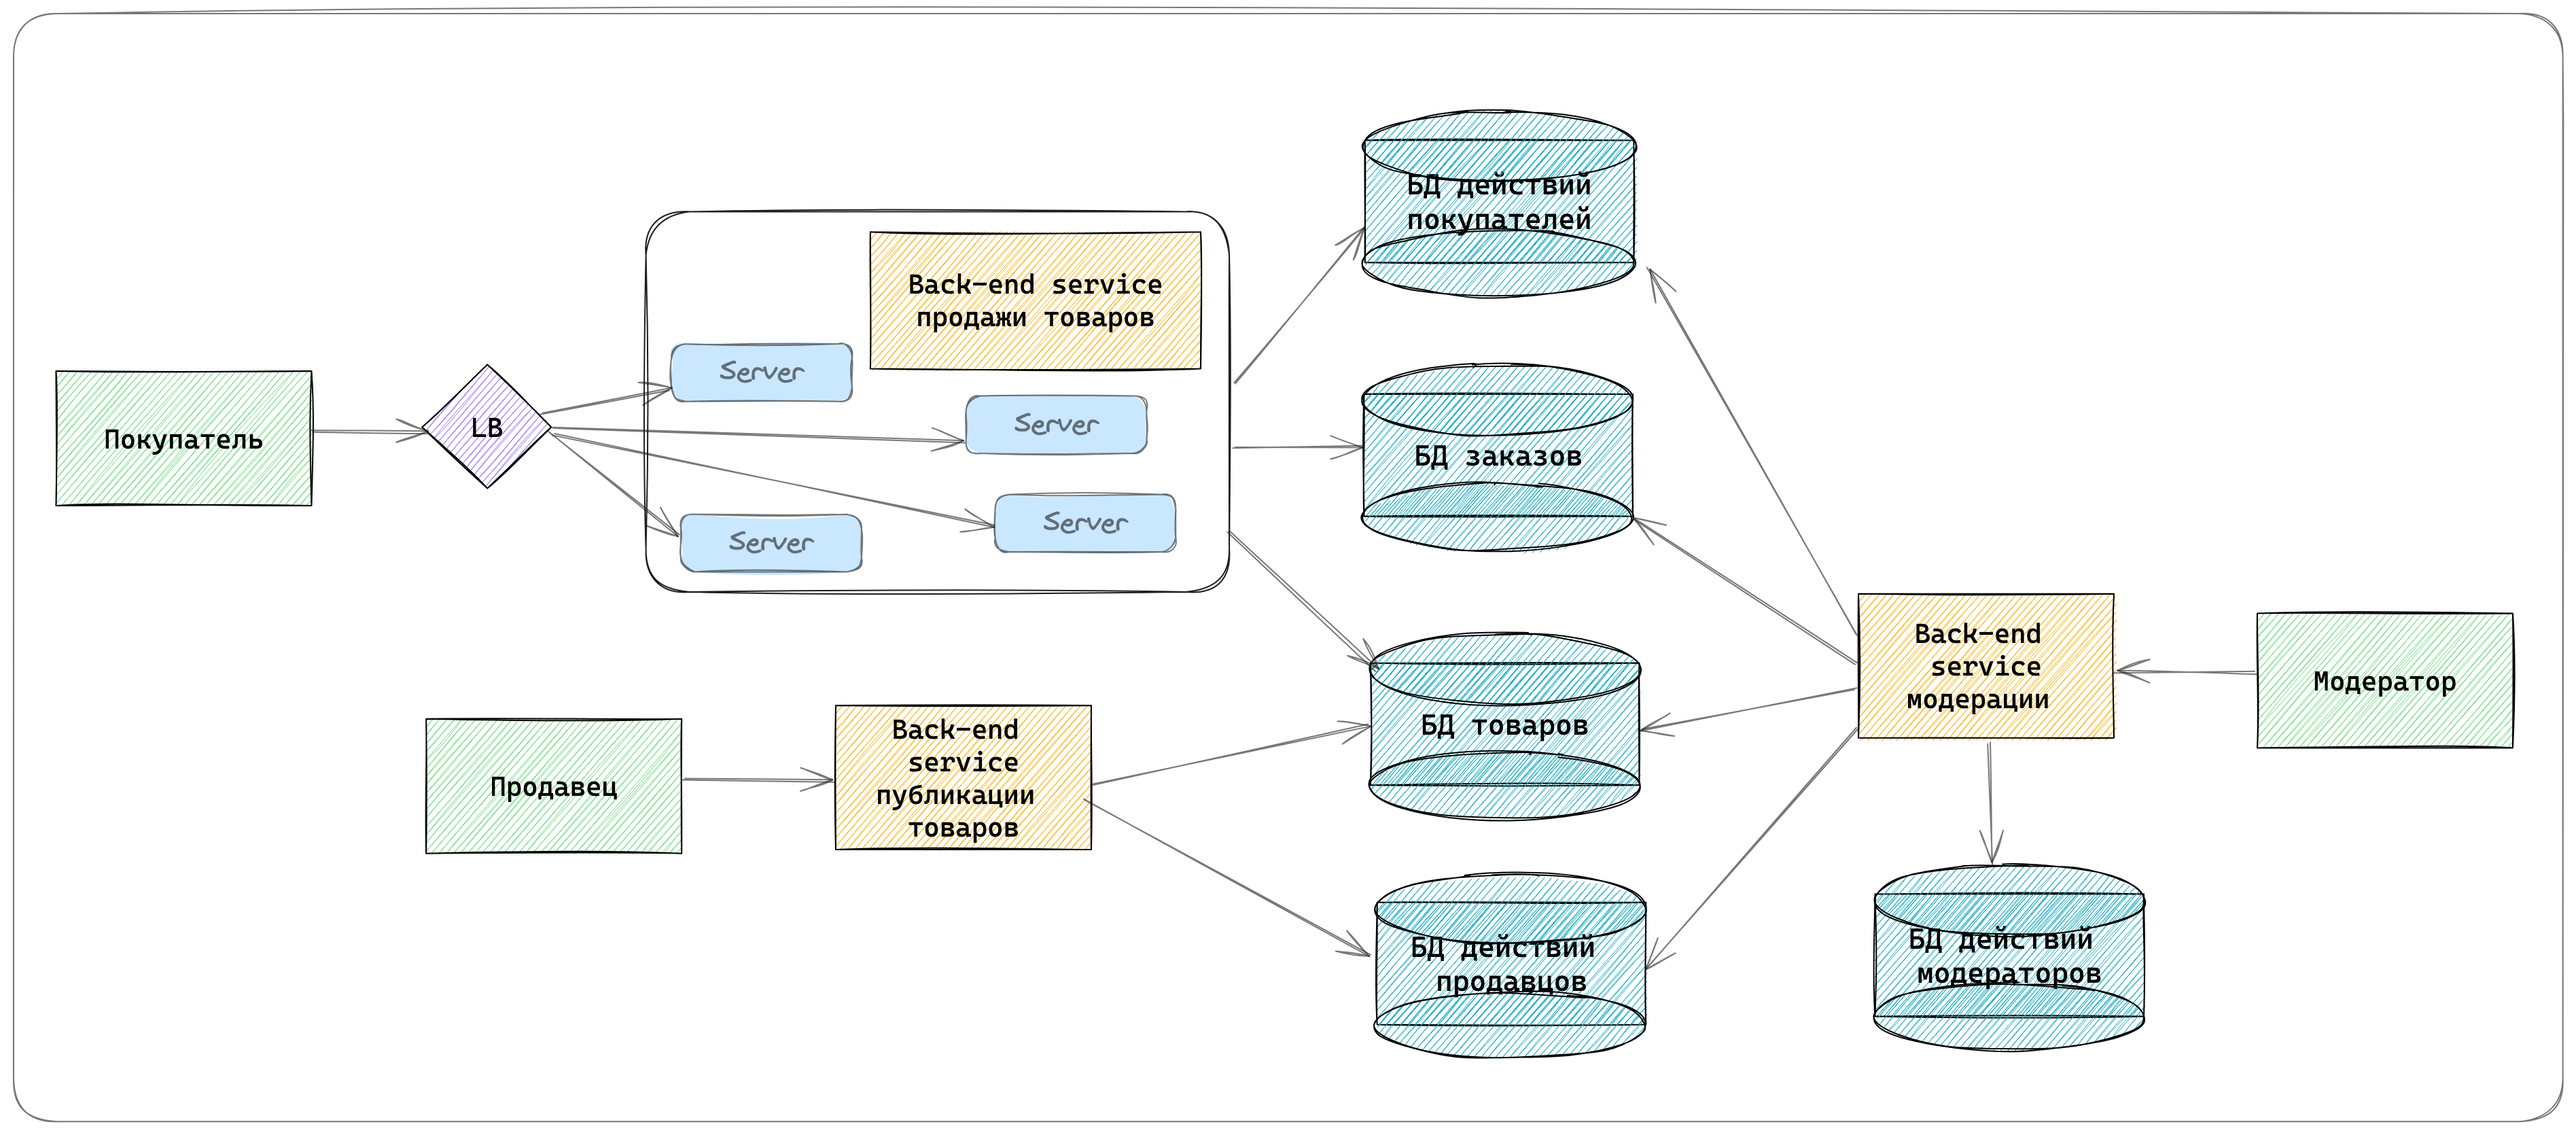 БД действий
покупателей
Back-end service
продажи товаров
Server
Server
Покупатель
LB
БД заказов
Server
Server
Back-end
service
модерации
Модератор
БД товаров
Back-end
service
публикации
товаров
Продавец
БД действий
продавцов
БД действий
модераторов